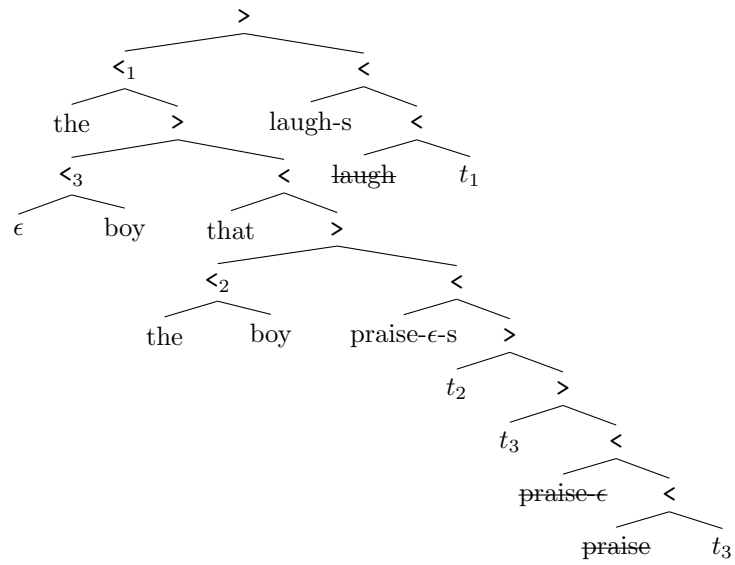 >
<₁ <
the > laugh-s <
<₃ < ~~laugh~~ t₁
ϵ boy that >
<₂ <
the boy praise-ϵ-s >
t₂ >
t₃ <
~~praise-ϵ~~ <
~~praise~~ t₃